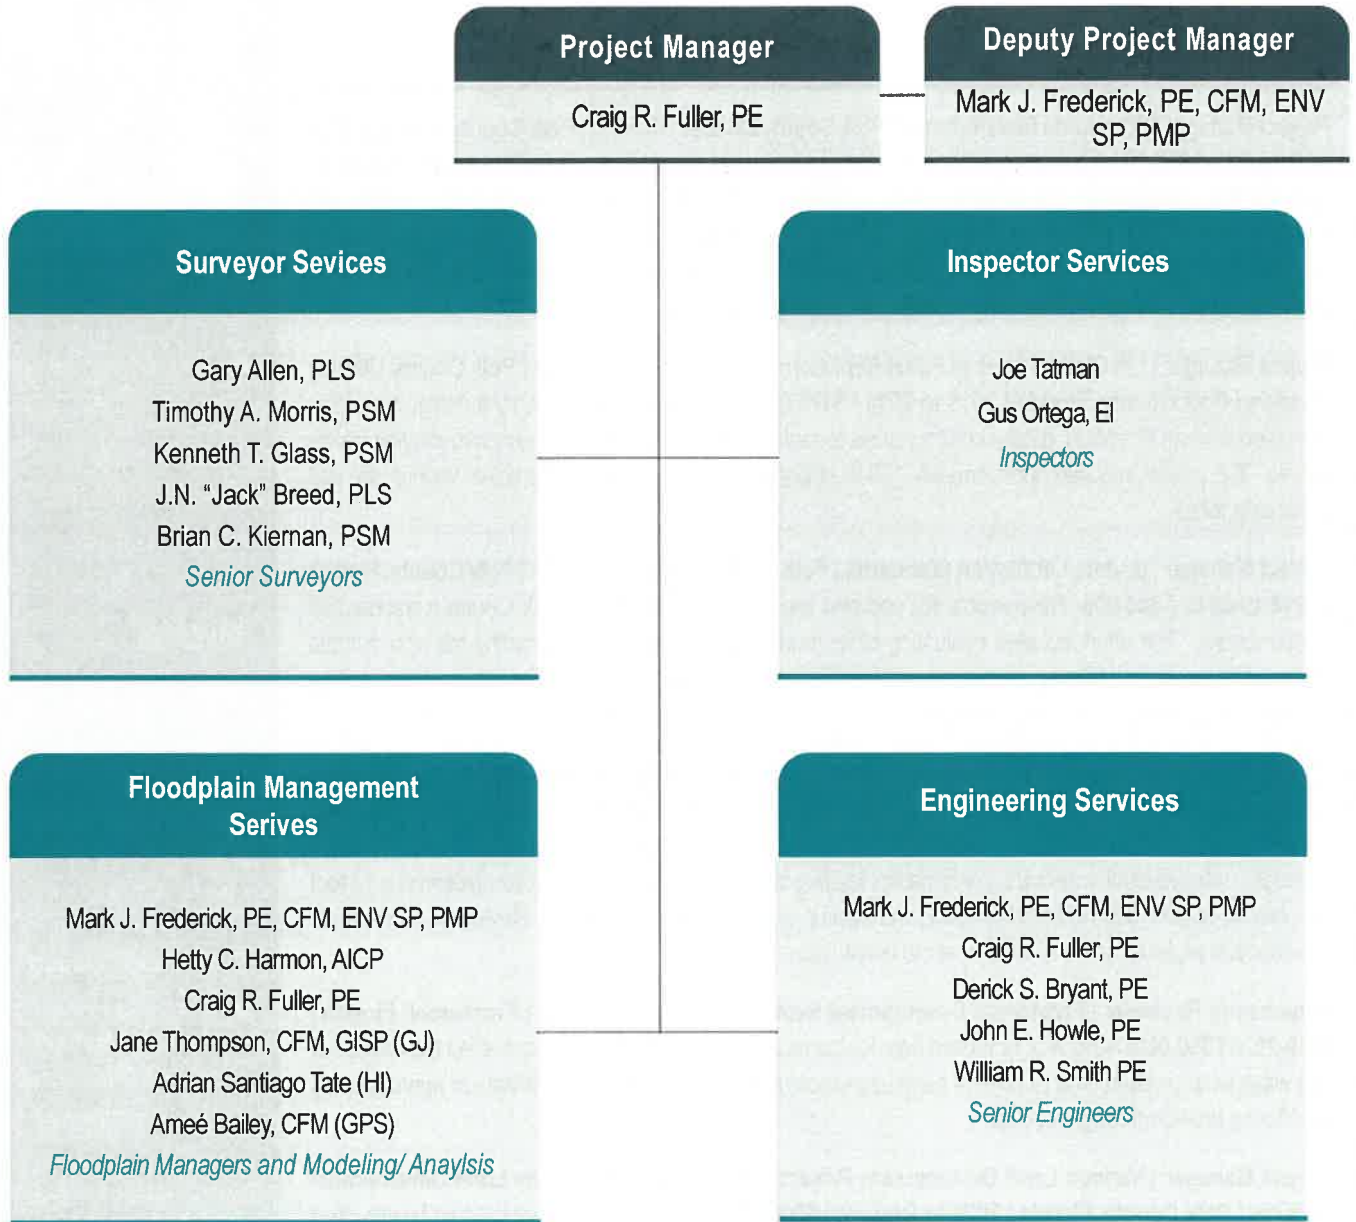 Project Manager
Craig R. Fuller, PE
Deputy Project Manager
Mark J. Frederick, PE, CFM, ENV
SP, PMP
Surveyor Sevices
Gary Allen, PLS
Timothy A. Morris, PSM
Kenneth T. Glass, PSM
J.N. “Jack” Breed, PLS
Brian C. Kiernan, PSM
Senior Surveyors
Inspector Services
Joe Tatman
Gus Ortega, EI
Inspectors
Floodplain Management
Serives
Mark J. Frederick, PE, CFM, ENV SP, PMP
Hetty C. Harmon, AICP
Craig R. Fuller, PE
Jane Thompson, CFM, GISP (GJ)
Adrian Santiago Tate (HI)
Ameé Bailey, CFM (GPS)
Floodplain Managers and Modeling/ Anaylsis
Engineering Services
Mark J. Frederick, PE, CFM, ENV SP, PMP
Craig R. Fuller, PE
Derick S. Bryant, PE
John E. Howle, PE
William R. Smith PE
Senior Engineers